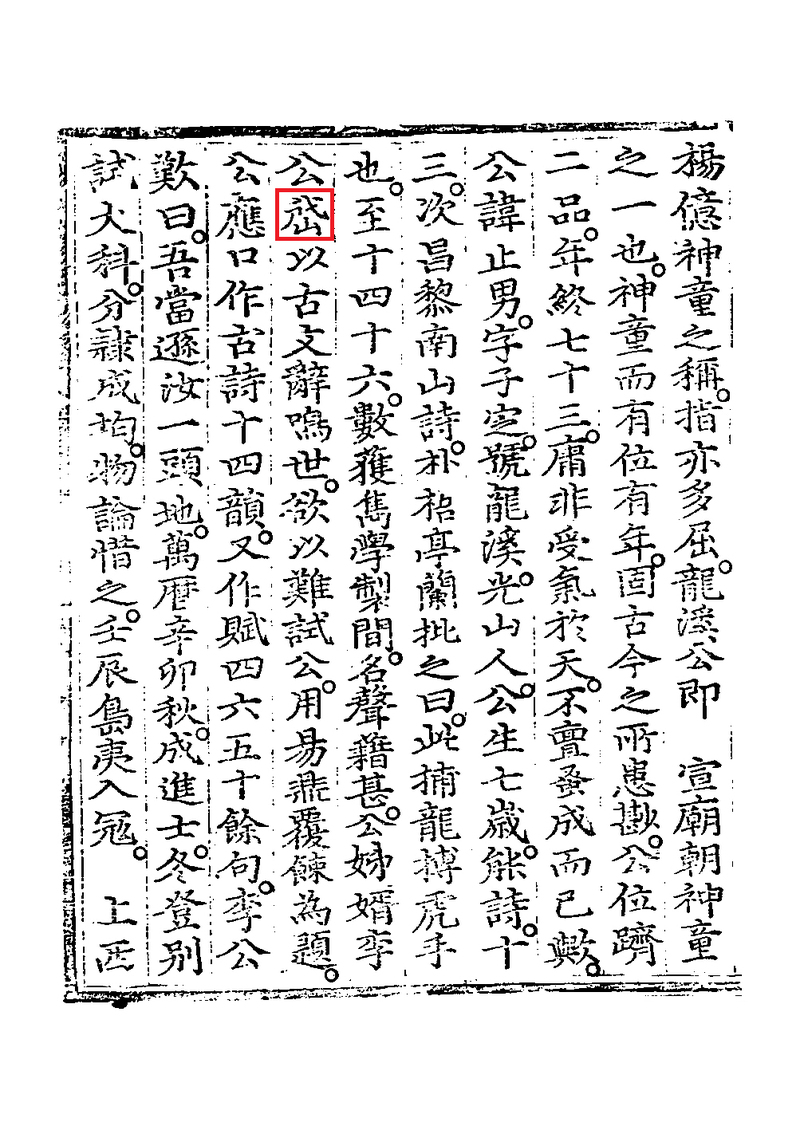 楊億神童之稱指亦多屈。龍溪公即　宣廟朝神童
之一也。神童而有位有年。固古今之所患尠。公位躋
二品。年終七十三。庸非受氣於天。不亶蚤成而已歟。
公諱止男。字子定。號龍溪。光山人。公生七歲能詩。十
三。次昌黎南山詩。朴梧亭蘭批之曰。此捕龍搏虎手
也。至十四十六。數獲雋學製間。名聲籍甚。公姊婿李
公以古文辭鳴世。欲以難試公。用易鼎覆餗為題。
公應口作古詩十四韻。又作賦四六五十餘句。李公
歎曰。吾當遜汝一頭地。萬曆辛卯秋。成進士。冬登別
試大科。分隸成均。物論惜之。壬辰島夷入寇。　上西